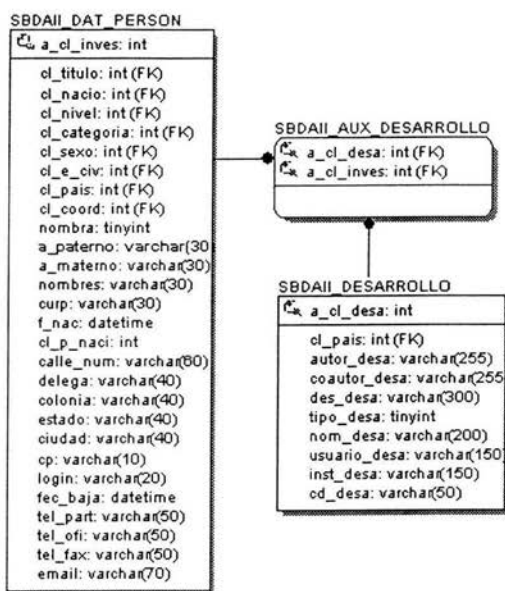 SBDAII_DAT_PERSON
a_cl_inves: int
cl_titulo: int (FK)
cl_nacio: int (FK)
cl_nivel: int (FK)
cl_categoria: int (FK)
cl_sexo: int (FK)
cl_e_civ: int (FK)
cl_pais: int (FK)
cl_coord: int (FK)
nombra: tinyint
a_paterno: varchar(30
a_materno: varchar(30)
nombres: varchar(30)
curp: varchar(30)
f_nac: datetime
cl_p_naci: int
calle_num: varchar(60)
delega: varchar(40)
colonia: varchar(40)
estado: varchar(40)
ciudad: varchar(40)
cp: varchar(10)
login: varchar(20)
fec_baja: datetime
tel_part: varchar(50)
tel_ofi: varchar(50)
tel_fax: varchar(50)
email: varchar(70)
SBDAII_AUX_DESARROLLO
a_cl_desa: int (FK)
a_cl_inves: int (FK)
SBDAII_DESARROLLO
a_cl_desa: int
cl_pais: int (FK)
autor_desa: varchar(255)
coautor_desa: varchar(255
des_desa: varchar(300)
tipo_desa: tinyint
nom_desa: varchar(200)
usuario_desa: varchar(150)
inst_desa: varchar(150)
cd_desa: varchar(50)